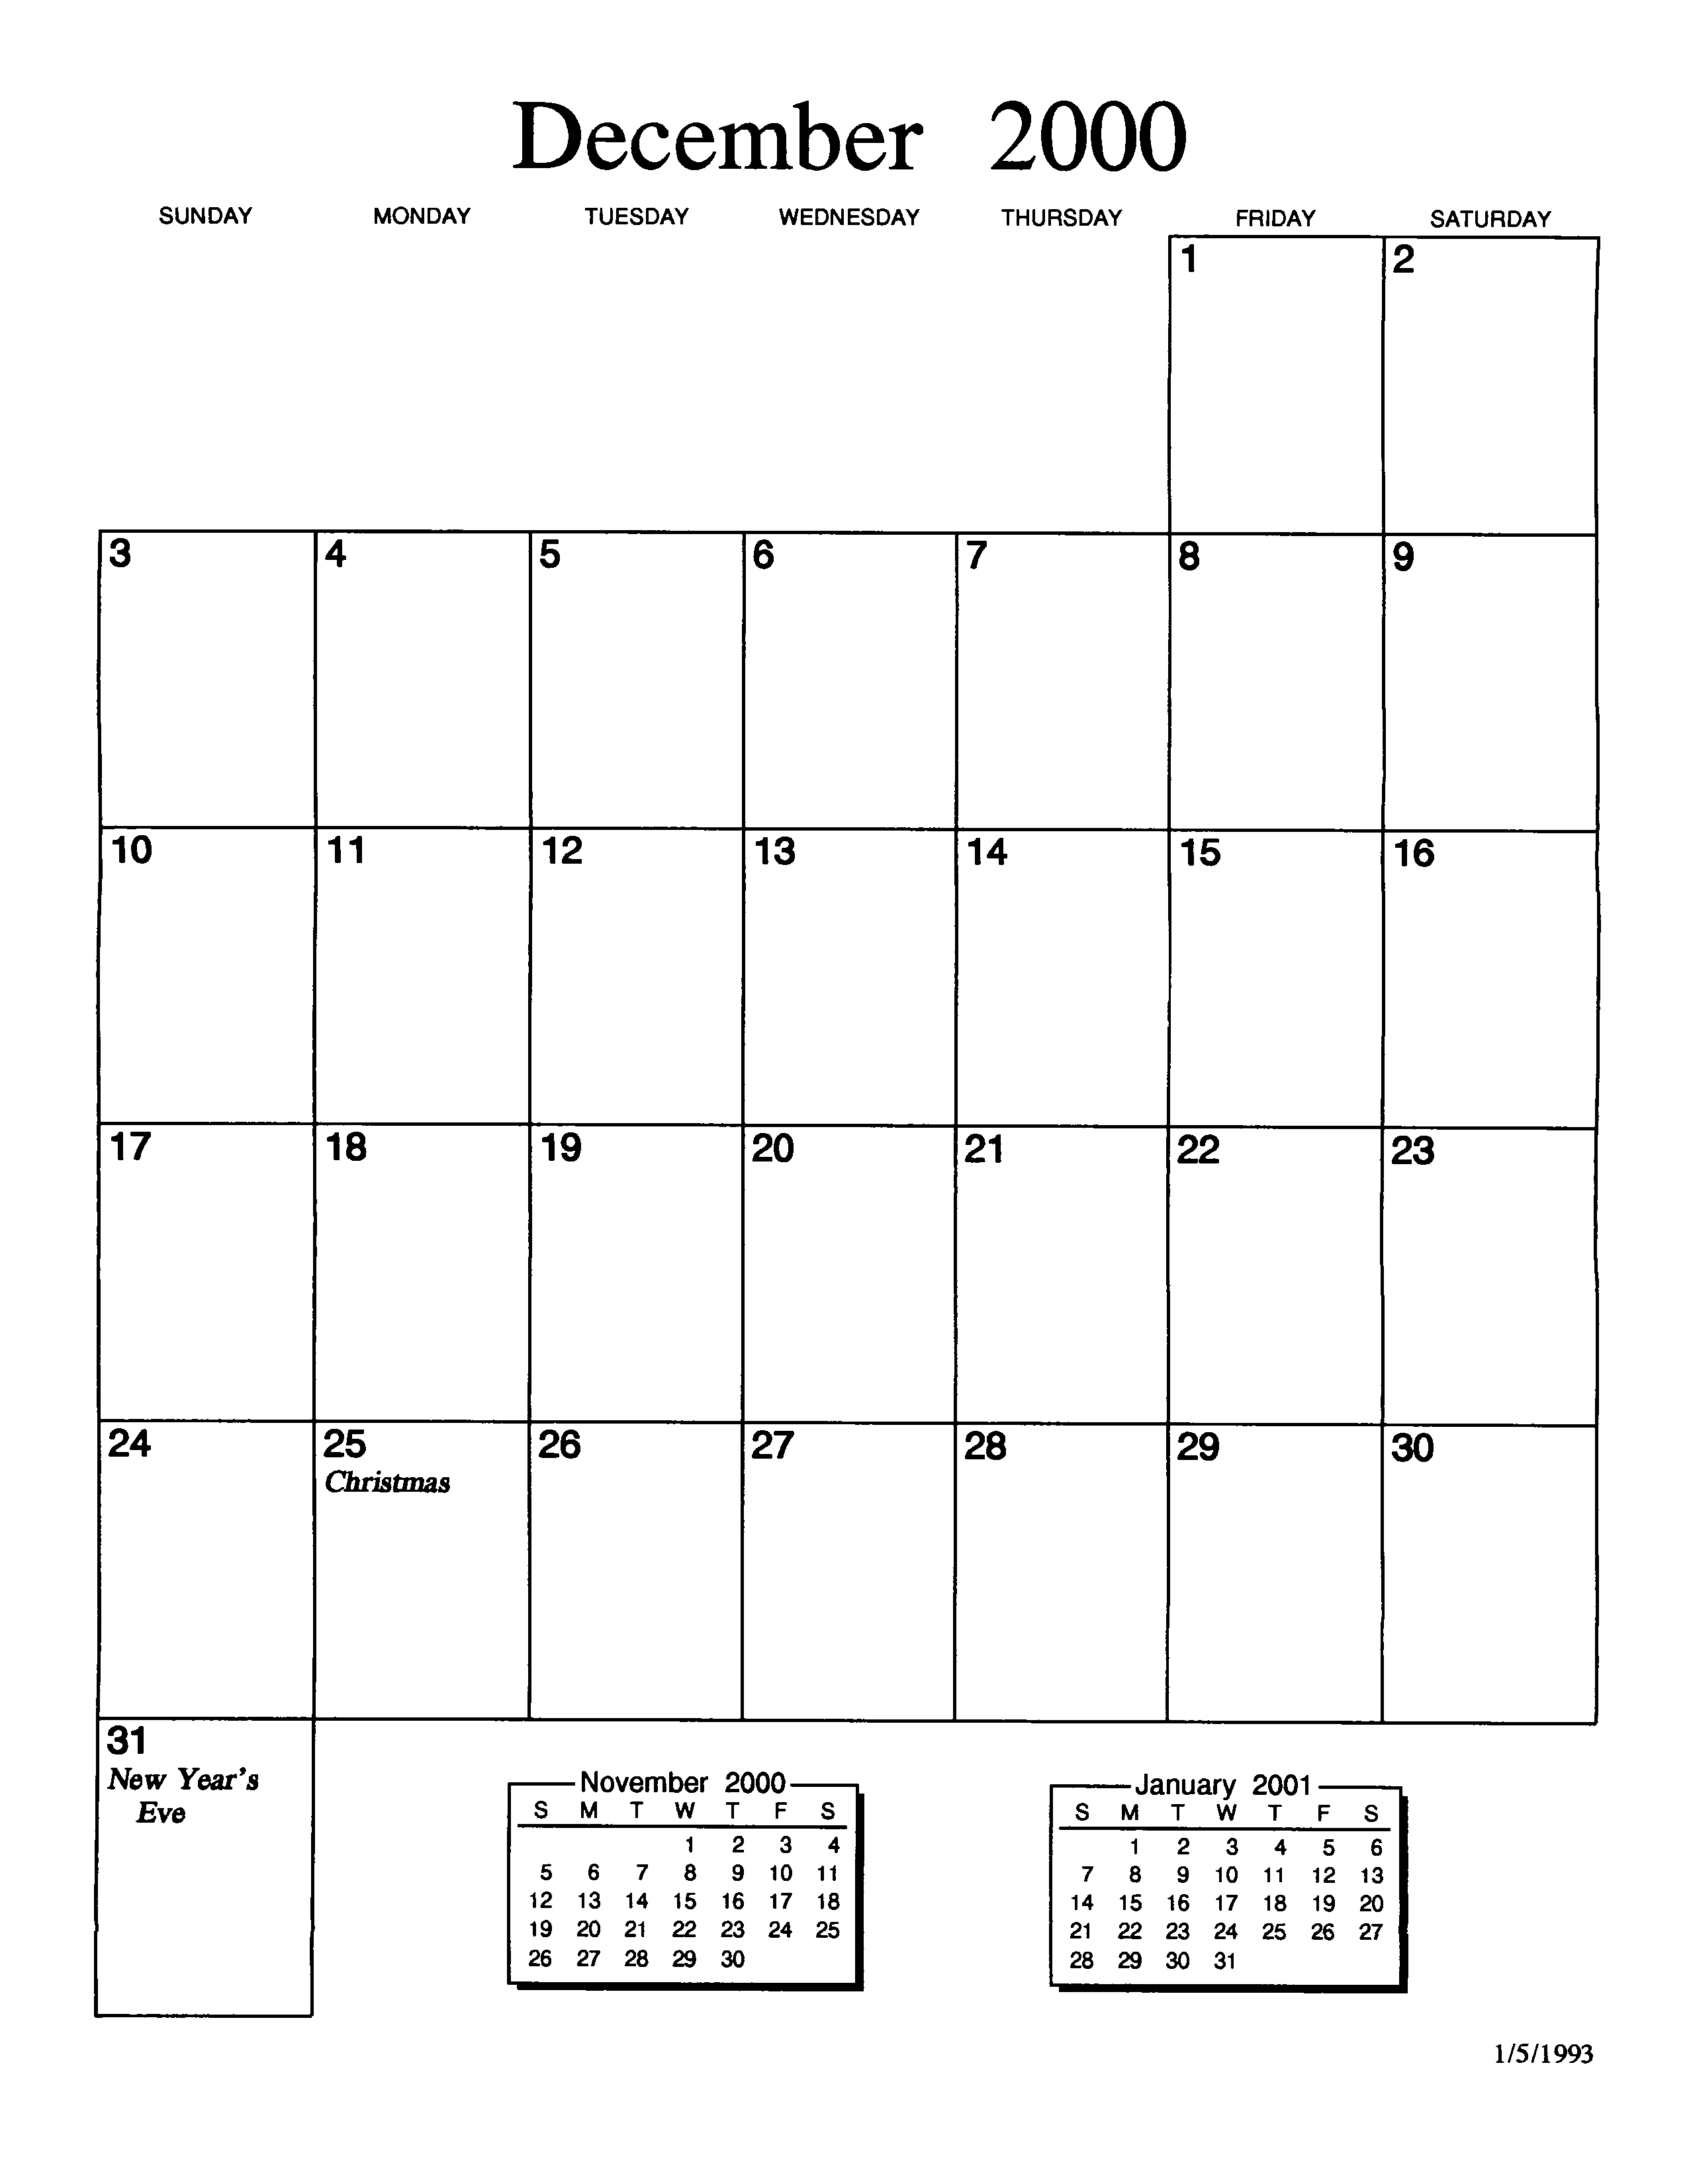 December 2000
SUNDAY MONDAY TUESDAY WEDNESDAY THURSDAY FRIDAY SATURDAY
1 2
3 4 5 6 7 8 9
10 11 12 13 14 15 16
17 18 19 20 21 22 23
24 25 26 27 28 29 30
Christmas
31
New Year's
Eve
November 2000
S M T W T F S
1 2 3 4
5 6 7 8 9 10 11
12 13 14 15 16 17 18
19 20 21 22 23 24 25
26 27 28 29 30
January 2001
S M T W T F S
1 2 3 4 5 6
7 8 9 10 11 12 13
14 15 16 17 18 19 20
21 22 23 24 25 26 27
28 29 30 31
1/5/1993